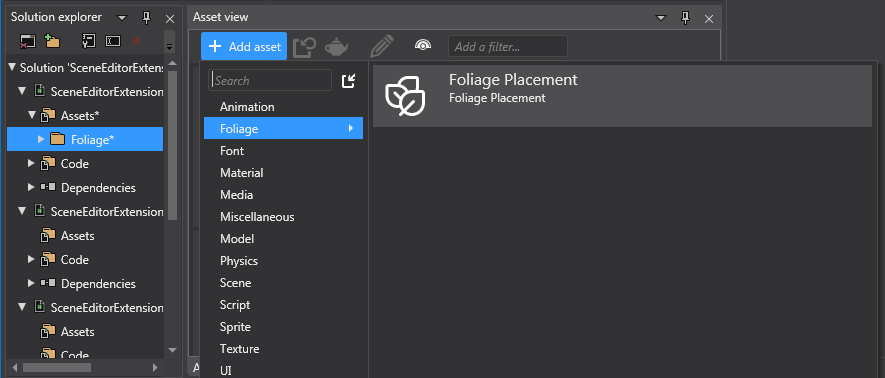 Solution explorer
Solution 'SceneEditorExtens
SceneEditorExtension
Assets*
Foliage*
Code
Dependencies
SceneEditorExtension
Assets
Code
Dependencies
SceneEditorExtension
Assets
Code
Asset view
Add asset
Add a filter...
Search
Animation
Foliage
Font
Material
Media
Miscellaneous
Model
Physics
Scene
Script
Sprite
Texture
UI
Foliage Placement
Foliage Placement